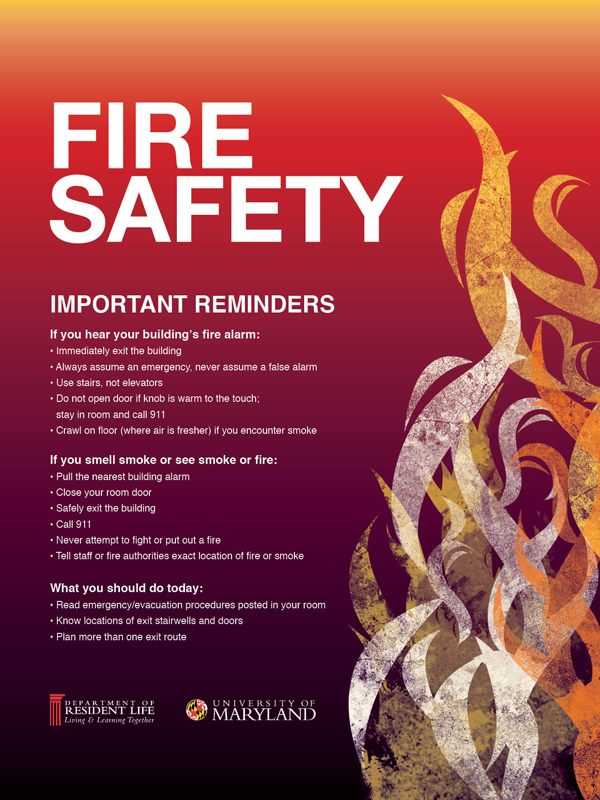 FIRE
SAFETY
IMPORTANT REMINDERS
If you hear your building's fire alarm:
• Immediately exit the building
• Always assume an emergency, never assume a false alarm
• Use stairs, not elevators
• Do not open door if knob is warm to the touch;
stay in room and call 911
• Crawl on floor (where air is fresher) if you encounter smoke
If you smell smoke or see smoke or fire:
• Pull the nearest building alarm
• Close your room door
• Safely exit the building
• Call 911
• Never attempt to fight or put out a fire
• Tell staff or fire authorities exact location of fire or smoke
What you should do today:
• Read emergency/evacuation procedures posted in your room
• Know locations of exit stairwells and doors
• Plan more than one exit route
DEPARTMENT OF
RESIDENT LIFE
Living & Learning Together
UNIVERSITY OF
MARYLAND